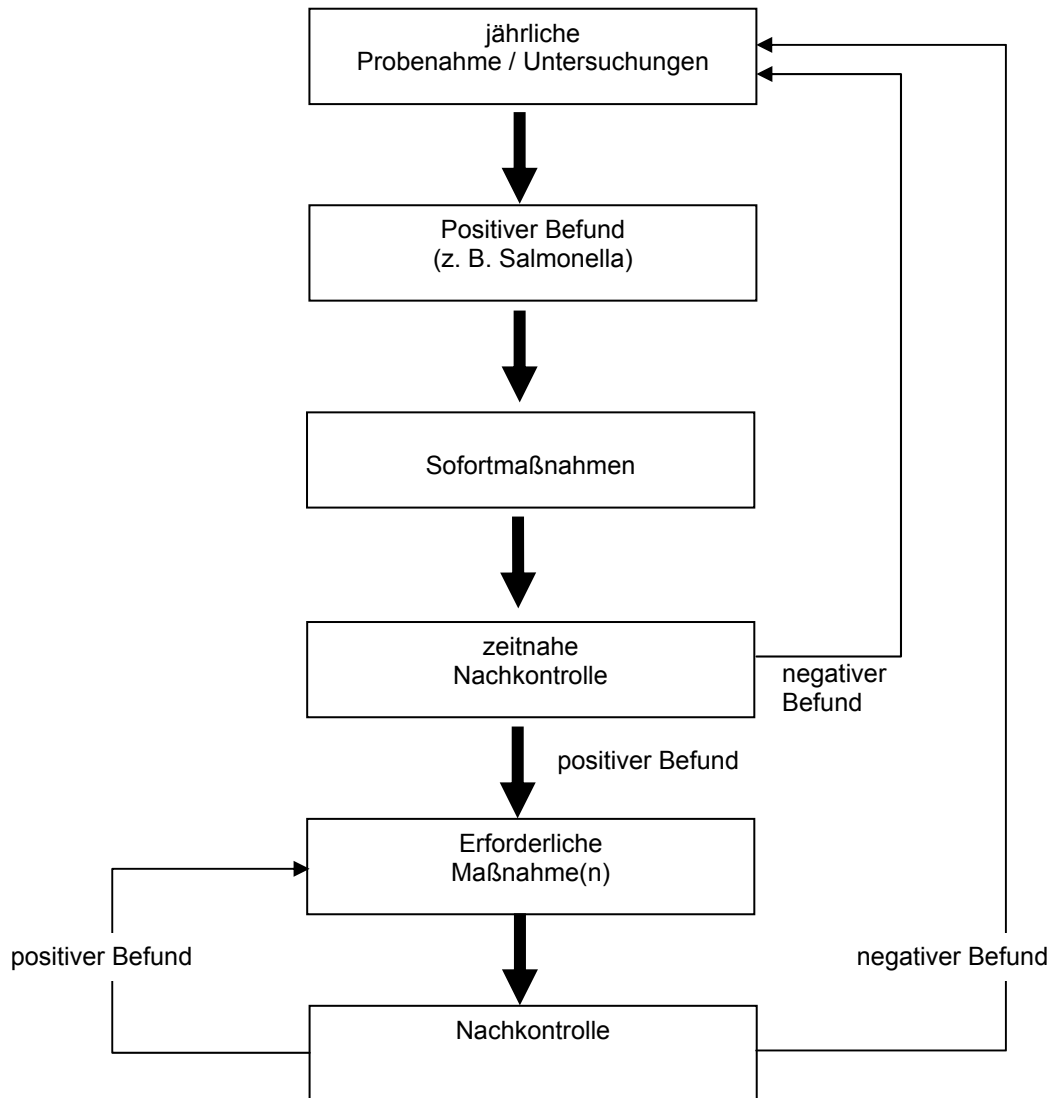 jährliche
Probenahme / Untersuchungen
Positiver Befund
(z. B. Salmonella)
Sofortmaßnahmen
zeitnahe
Nachkontrolle
negativer
Befund
positiver Befund
Erforderliche
Maßnahme(n)
positiver Befund
negativer Befund
Nachkontrolle